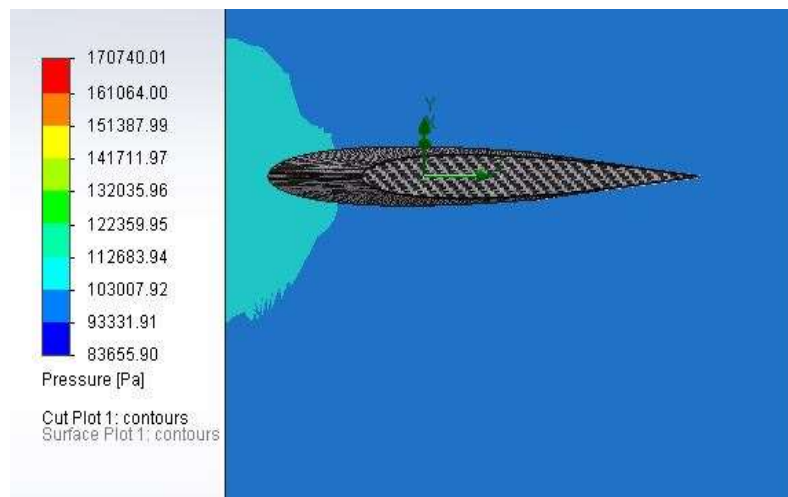 170740.01
161064.00
151387.99
141711.97
132035.96
122359.95
112683.94
103007.92
93331.91
83655.90
Pressure [Pa]
Cut Plot 1: contours
Surface Plot 1: contours
Y